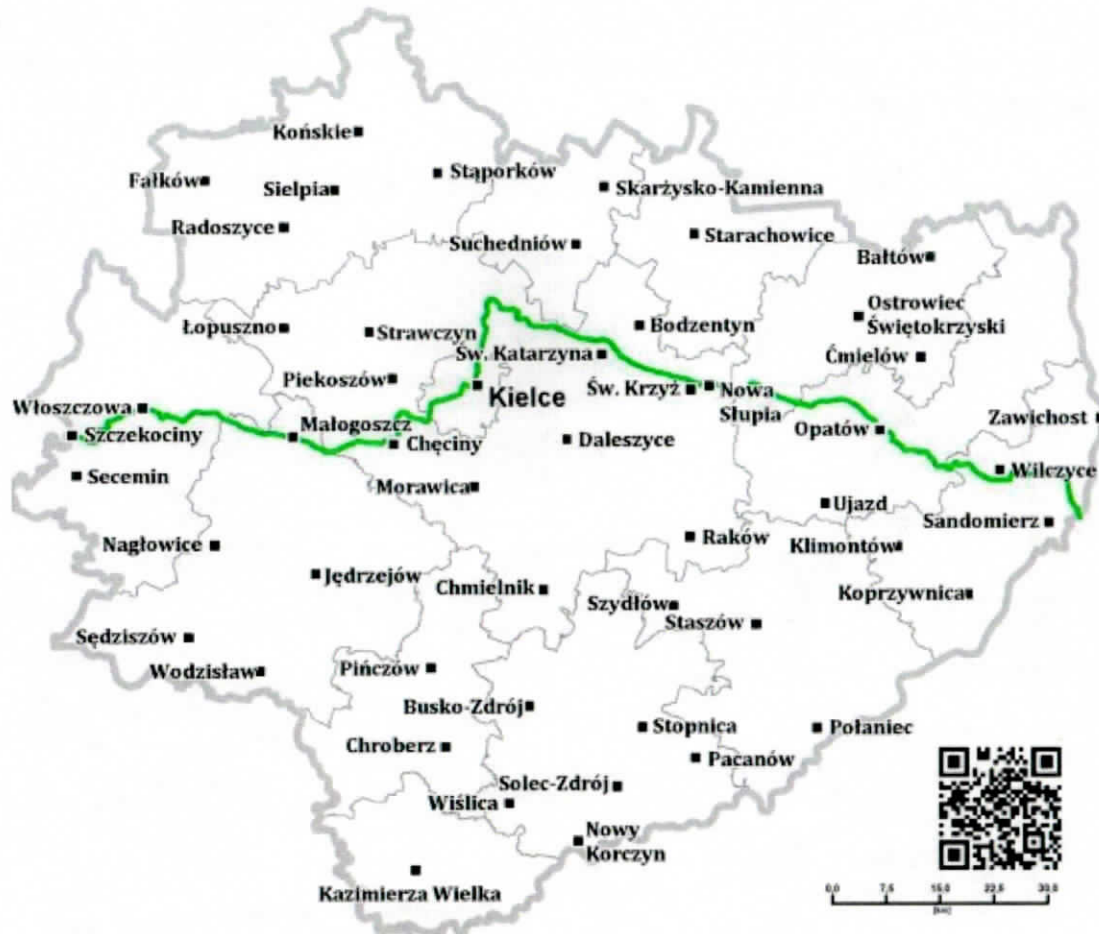 Końskie
Stąporków
Fałków
Sielpia
Skarżysko-Kamienna
Radoszyce
Suchedniów
Starachowice
Bałtów
Łopuszno
Strawczyn
Bodzentyn
Ostrowiec
Świętokrzyski
Św. Katarzyna
Ćmielów
Piekoszów
Kielce
Św. Krzyż
Nowa
Słupia
Włoszczowa
Szczekociny
Małogoszcz
Chęciny
Daleszyce
Opatów
Zawichost
Secemin
Morawica
Wilczyce
Ujazd
Sandomierz
Nagłowice
Raków
Klimontów
Jędrzejów
Chmielnik
Szydłów
Koprzywnica
Staszów
Sędziszów
Wodzisław
Pińczów
Busko-Zdrój
Stopnica
Połaniec
Chroberz
Pacanów
Solec-Zdrój
Wiślica
Nowy
Korczyn
Kazimierza Wielka
0,0 7,5 15,0 22,5 30,0
[km]